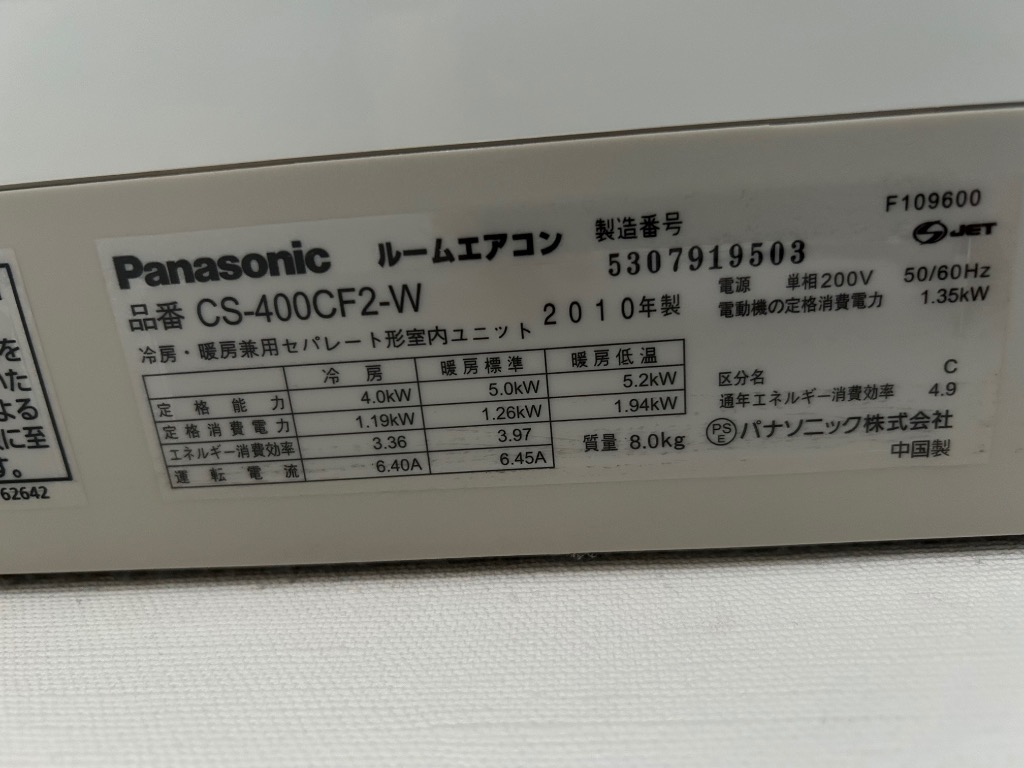 Panasonic ルームエアコン 製造番号 F109600
5307919503 JET
品番 CS-400CF2-W 2010年製 電源 単相200V 50/60Hz
電動機の定格消費電力 1.35kW
冷房・暖房兼用セパレート形室内ユニット
冷房 暖房標準 暖房低温
定格能力 4.0kW 5.0kW 5.2kW
定格消費電力 1.19kW 1.26kW 1.94kW
エネルギー消費効率 3.36 3.97
運転電流 6.40A 6.45A
区分名 C
通年エネルギー消費効率 4.9
質量 8.0kg PSE パナソニック株式会社
中国製
を
いた
よる
に至
す。
62642